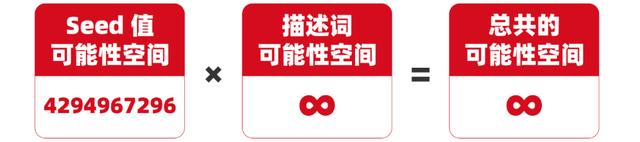 Seed 值
可能性空间
4294967296
×
描述词
可能性空间
∞
=
总共的
可能性空间
∞